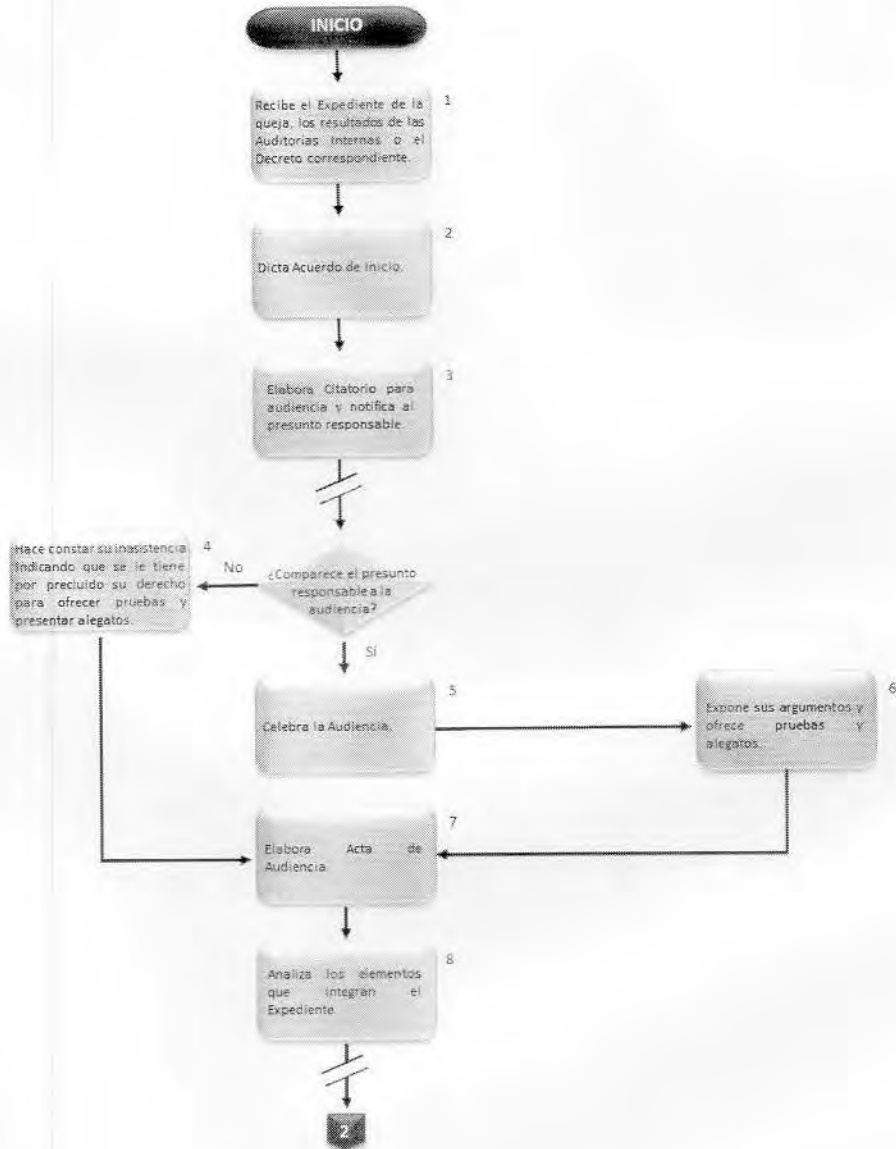 INICIO
1
Recibe el Expediente de la
queja, los resultados de las
Auditorias Internas o el
Decreto correspondiente.
2
Dicta Acuerdo de Inicio.
3
Elabora Citatorio para
audiencia y notifica al
presunto responsable.
4
Hace constar su inasistencia
indicando que se le tiene
por precluido su derecho
para ofrecer pruebas y
presentar alegatos.
No
¿Comparece el presunto
responsable a la
audiencia?
Sí
5
Celebra la Audiencia.
6
Expone sus argumentos y
ofrece pruebas y
alegatos.
7
Elabora Acta de
Audiencia
8
Analiza los elementos
que integran el
Expediente
2